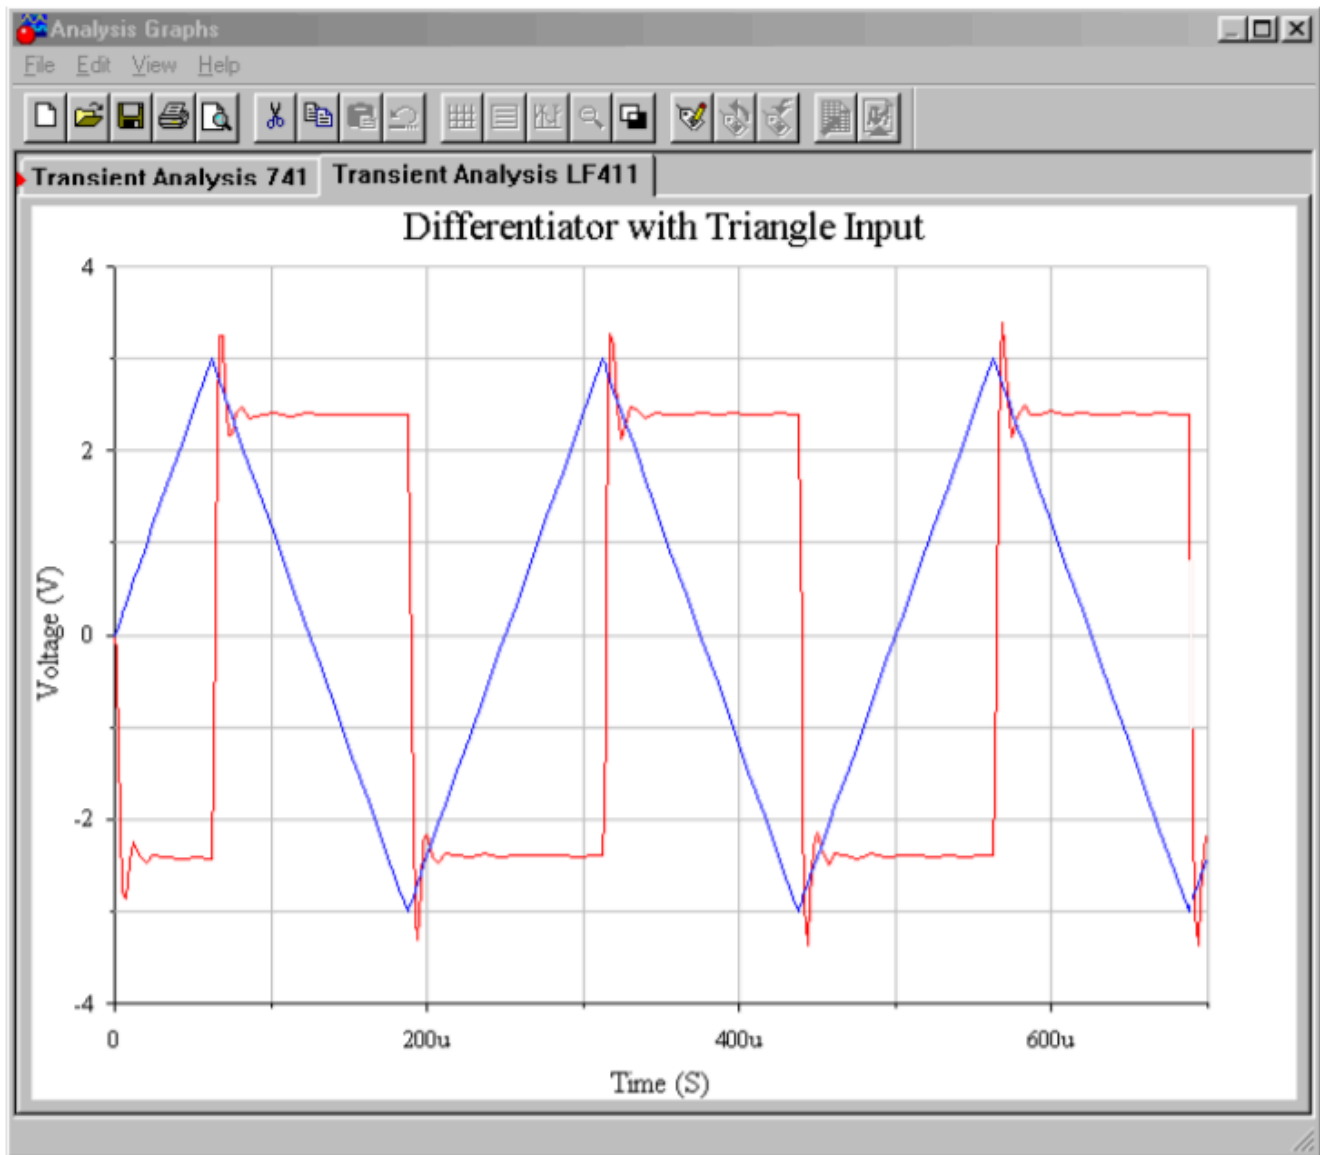 Analysis Graphs
File Edit View Help
Transient Analysis 741 Transient Analysis LF411
Differentiator with Triangle Input
4
2
0
-2
-4
Voltage (V)
0 200u 400u 600u
Time (S)